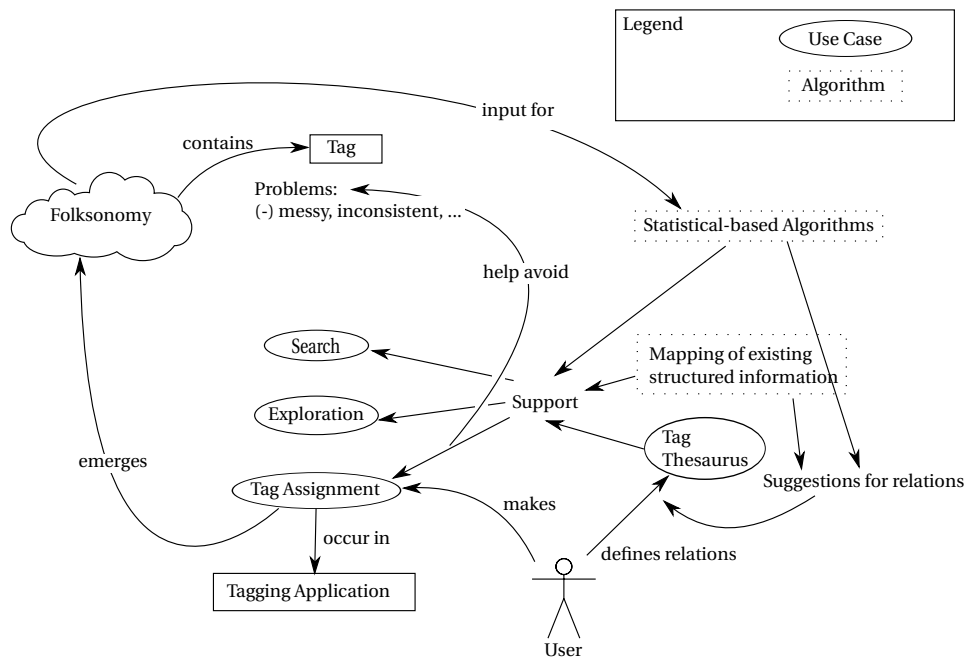 Legend
Use Case
Algorithm
input for
contains
Tag
Problems:
(-) messy, inconsistent, ...
Folksonomy
Statistical-based Algorithms
help avoid
Search
Mapping of existing
structured information
Exploration
Support
Tag
Thesaurus
emerges
Tag Assignment
Suggestions for relations
makes
occur in
defines relations
Tagging Application
User